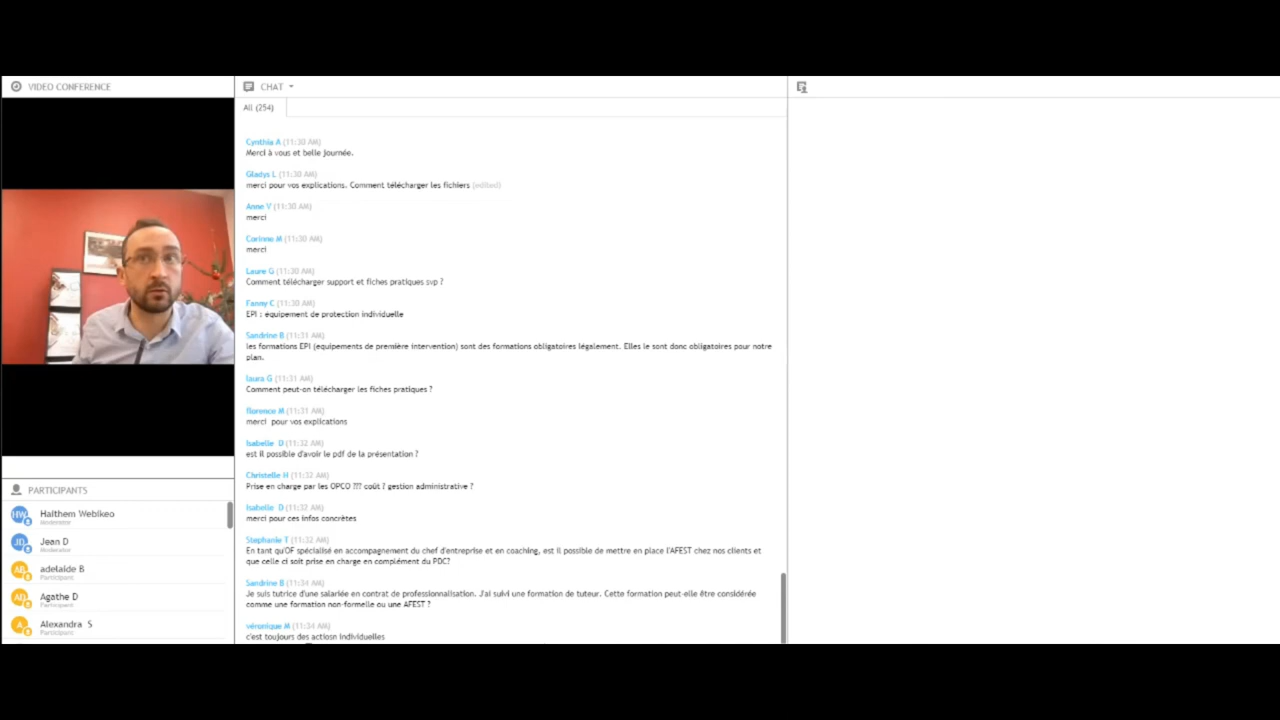 VIDEO CONFERENCE
CHAT
All (254)
Cynthia A (11:30 AM)
Merci à vous et belle journée.
Gladys L (11:30 AM)
merci pour vos explications. Comment télécharger les fichiers (edited)
Anne V (11:30 AM)
merci
Corinne M (11:30 AM)
merci
Laure G (11:30 AM)
Comment télécharger support et fiches pratiques svp ?
Fanny C (11:30 AM)
EPI : équipement de protection individuelle
Sandrine B (11:31 AM)
les formations EPI (equipements de première intervention) sont des formations obligatoires légalement. Elles le sont donc obligatoires pour notre
plan.
laura G (11:31 AM)
Comment peut-on télécharger les fiches pratiques ?
florence M (11:31 AM)
merci pour vos explications
Isabelle D (11:32 AM)
est il possible d'avoir le pdf de la présentation ?
Christelle H (11:32 AM)
Prise en charge par les OPCO ??? coût ? gestion administrative ?
Isabelle D (11:32 AM)
merci pour ces infos concrètes
Stephanie T (11:32 AM)
En tant qu'OF spécialisé en accompagnement du chef d'entreprise et en coaching, est il possible de mettre en place l'AFEST chez nos clients et
que celle ci soit prise en charge en complément du PDC?
Sandrine B (11:34 AM)
Je suis tutrice d'une salariée en contrat de professionnalisation. J'ai suivi une formation de tuteur. Cette formation peut-elle être considérée
comme une formation non-formelle ou une AFEST ?
véronique M (11:34 AM)
c'est toujours des actiosn individuelles
PARTICIPANTS
HW
Haithem Webikeo
Moderator
JD
Jean D
Moderator
AB
adelaide B
Participant
AD
Agathe D
Participant
A
Alexandra S
Participant